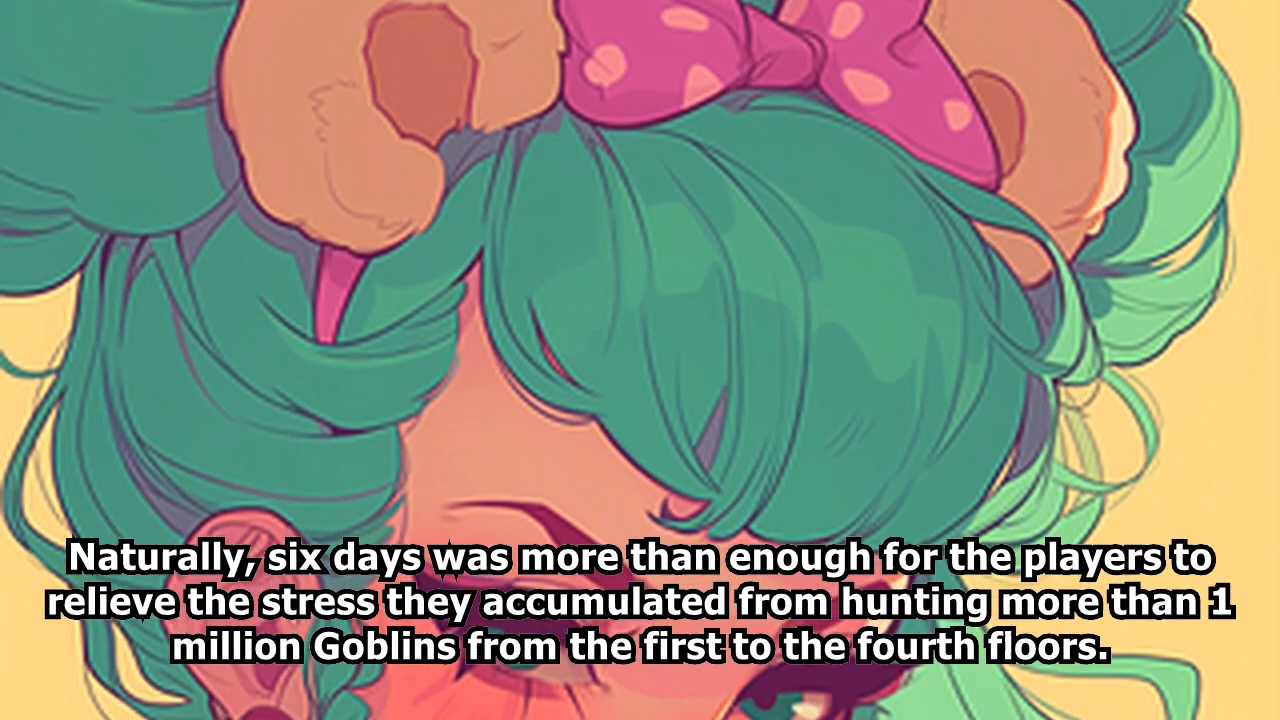 Naturally, six days was more than enough for the players to
relieve the stress they accumulated from hunting more than 1
million Goblins from the first to the fourth floors.